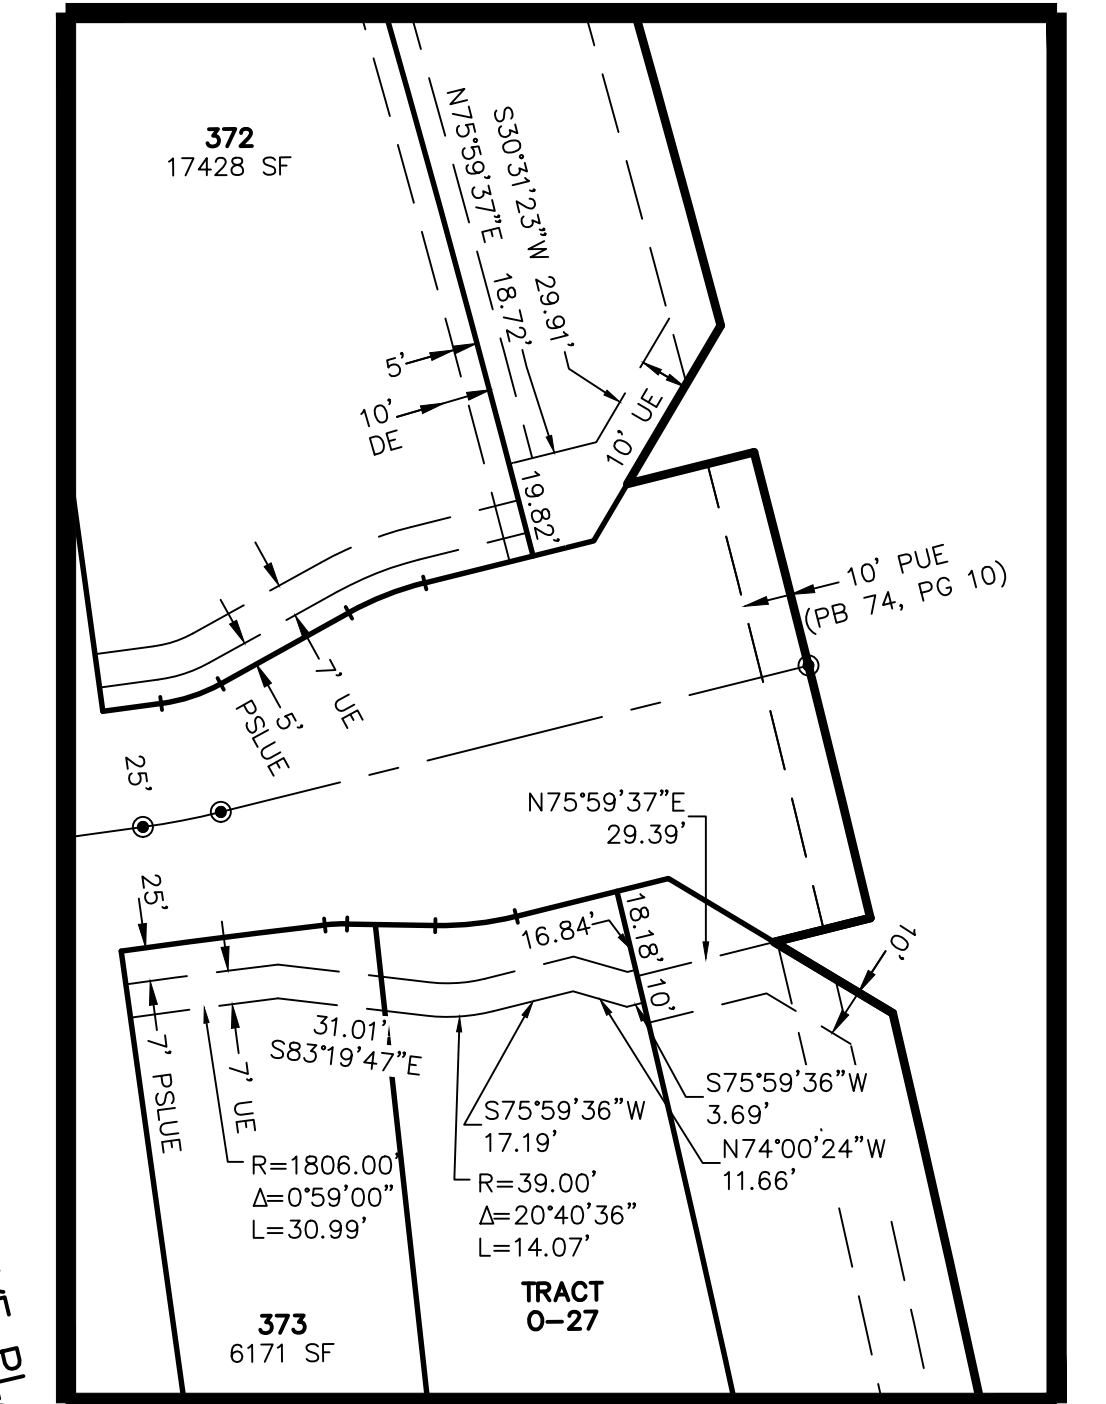 372
17428 SF
N75°59'37"E 18.72'
S30°31'23"W 29.91'
5'
10'
DE
10' UE
19.82'
10' PUE
(PB 74, PG 10)
7' UE
5'
PSLUE
25'
25'
N75°59'37"E
29.39'
16.84'
18.18'
10'
10'
31.01'
S83°19'47"E
7' PSLUE
7' UE
S75°59'36"W
3.69'
S75°59'36"W
17.19'
N74°00'24"W
11.66'
R=1806.00'
Δ=0°59'00"
L=30.99'
R=39.00'
Δ=20°40'36"
L=14.07'
TRACT
O-27
373
6171 SF